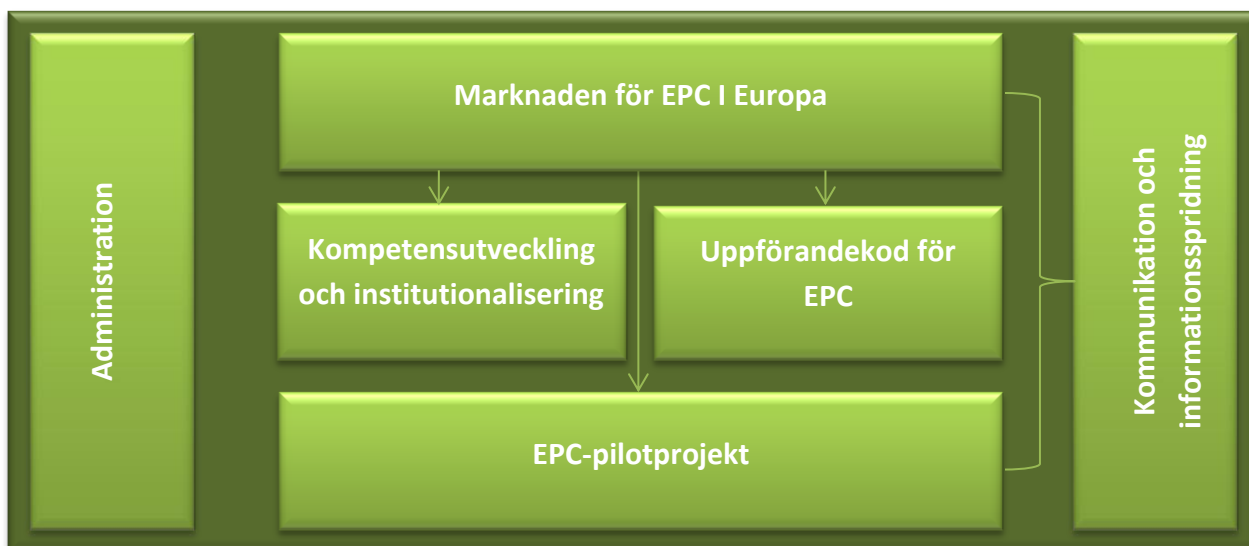 Administration
Marknaden för EPC I Europa
Kompetensutveckling
och institutionalisering
Uppförandekod för
EPC
EPC-pilotprojekt
Kommunikation och
informationsspridning